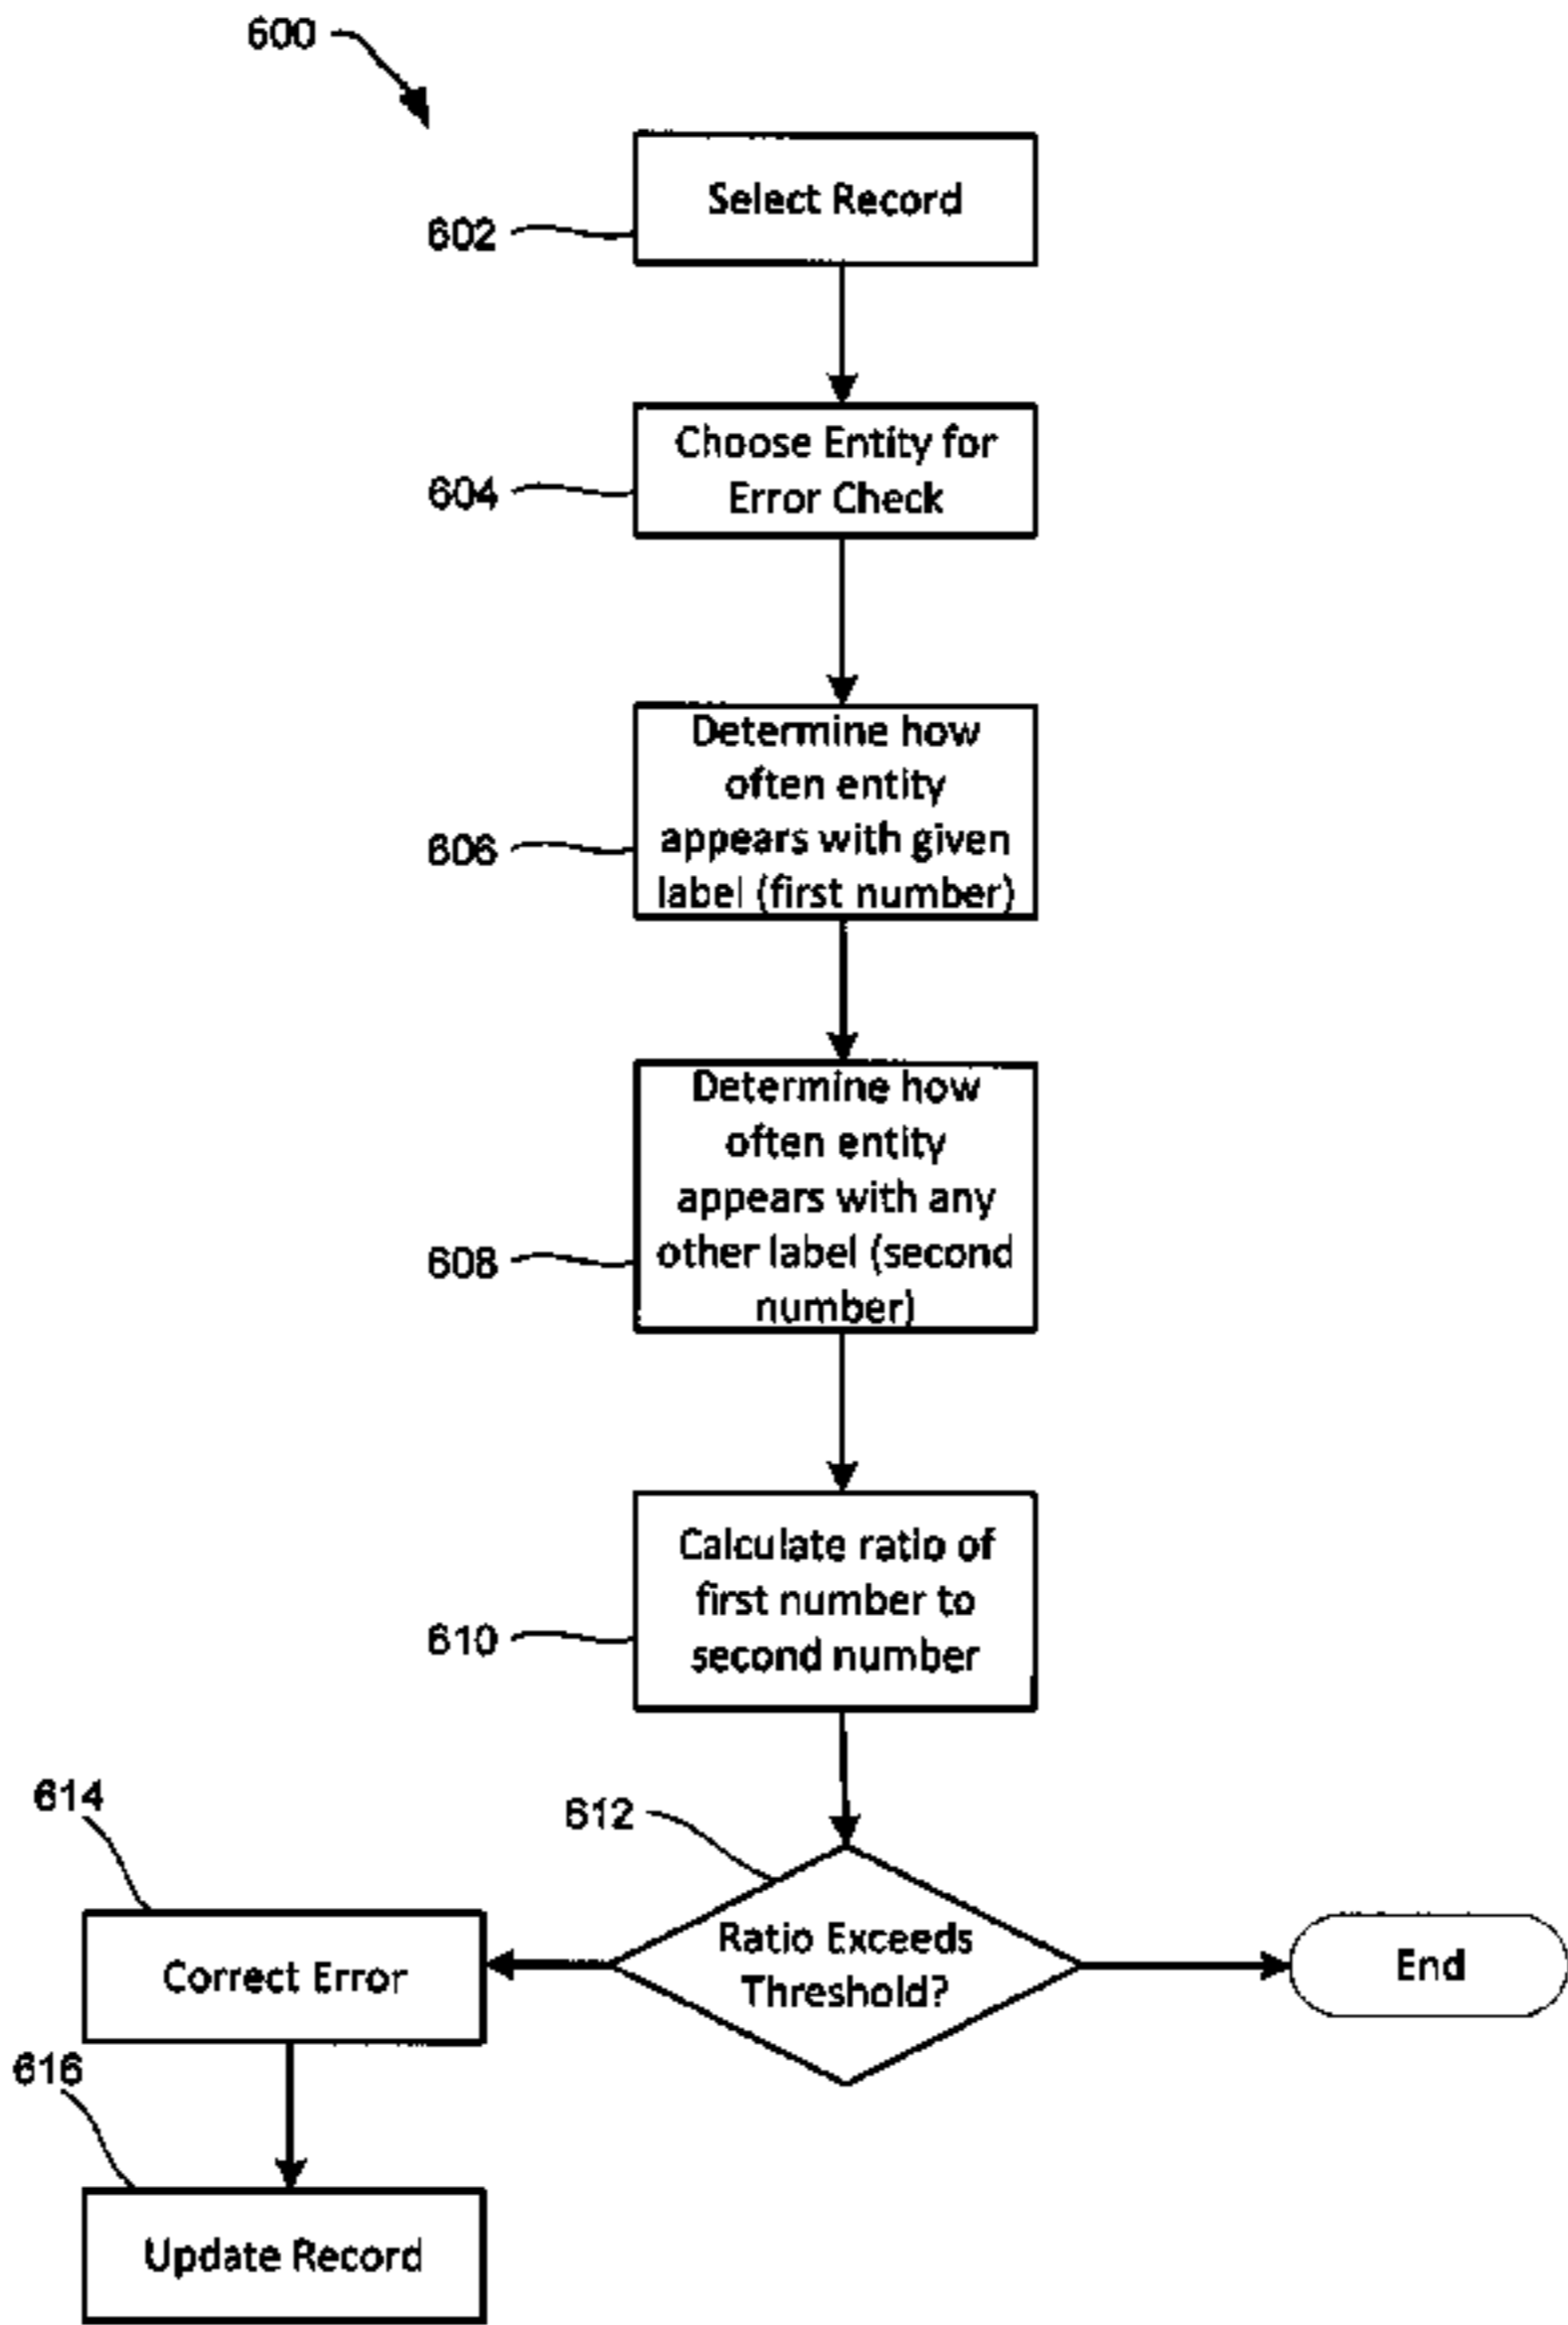 600
Select Record
602
Choose Entity for
Error Check
604
Determine how
often entity
appears with given
label (first number)
606
Determine how
often entity
appears with any
other label (second
number)
608
Calculate ratio of
first number to
second number
610
614
612
Correct Error
Ratio Exceeds
Threshold?
End
616
Update Record